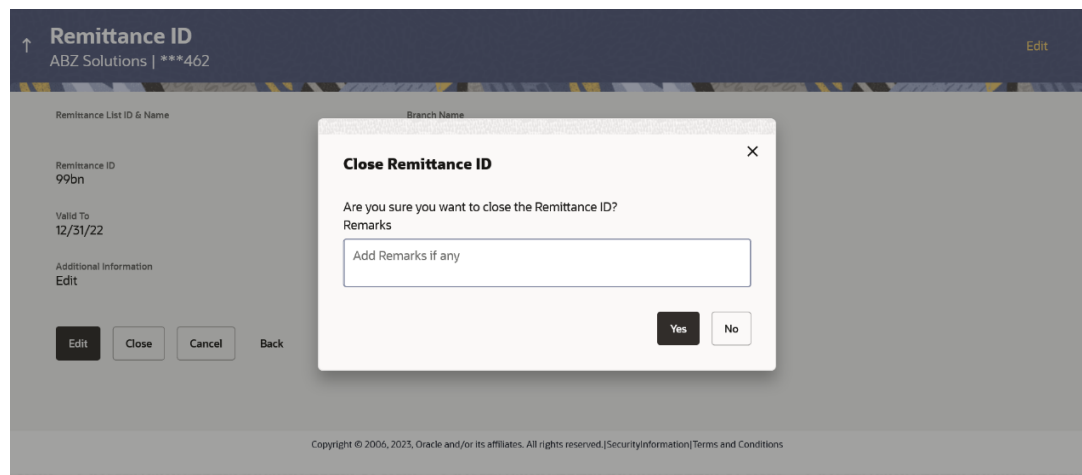 Remittance ID
ABZ Solutions | ***462
Edit
Remittance List ID & Name
Branch Name
Remittance ID
99bn
Valid To
12/31/22
Additional Information
Edit
Edit
Close
Cancel
Back
Close Remittance ID
Are you sure you want to close the Remittance ID?
Remarks
Add Remarks if any
Yes
No
Copyright © 2006, 2023, Oracle and/or its affiliates. All rights reserved.|SecurityInformation|Terms and Conditions